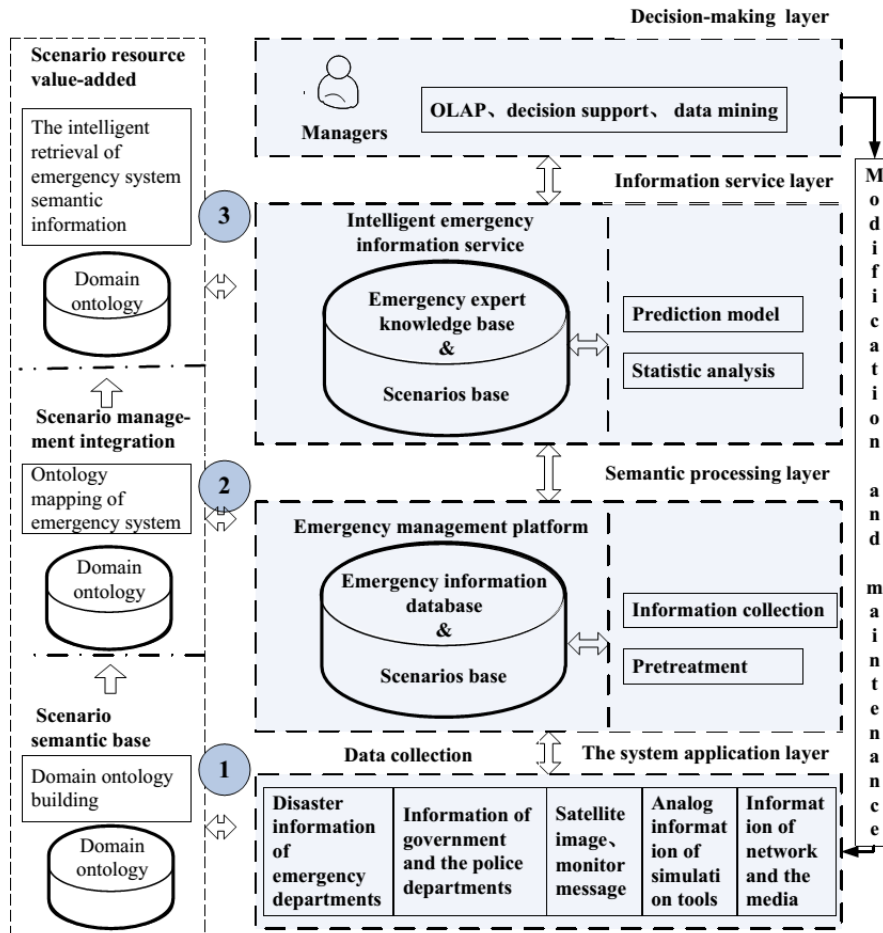 Decision-making layer
Scenario resource
value-added
The intelligent
retrieval of
emergency system
semantic
information
Domain
ontology
Managers
OLAP、decision support、 data mining
Information service layer
3
Intelligent emergency
information service
Emergency expert
knowledge base
&
Scenarios base
Prediction model
Statistic analysis
Scenario manage-
ment integration
Ontology
mapping of
emergency system
Domain
ontology
2
Semantic processing layer
Emergency management platform
Emergency information
database
&
Scenarios base
Information collection
Pretreatment
Scenario
semantic base
Domain ontology
building
Domain
ontology
1
Data collection
The system application layer
Disaster
information
of
emergency
departments
Information of
government
and the police
departments
Satellite
image、
monitor
message
Analog
informat
ion of
simulati
on tools
Informat
ion of
network
and the
media
M
o
d
i
f
i
c
a
t
i
o
n
a
n
d
m
a
i
n
t
e
n
a
n
c
e